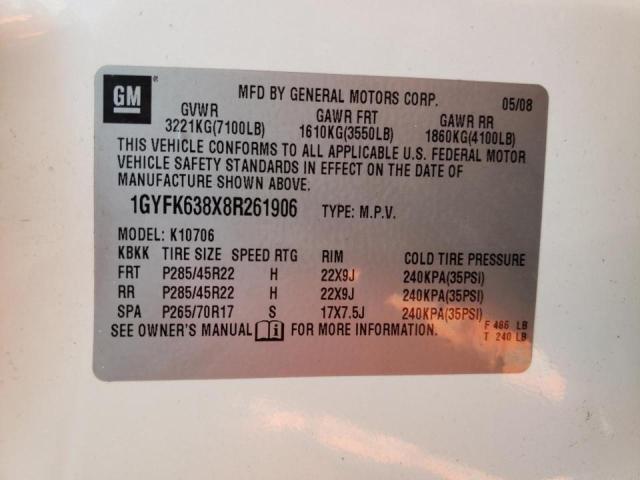 GM ®
MFD BY GENERAL MOTORS CORP. 05/08
GVWR GAWR FRT GAWR RR
3221KG(7100LB) 1610KG(3550LB) 1860KG(4100LB)
THIS VEHICLE CONFORMS TO ALL APPLICABLE U.S. FEDERAL MOTOR
VEHICLE SAFETY STANDARDS IN EFFECT ON THE DATE OF
MANUFACTURE SHOWN ABOVE.
1GYFK638X8R261906 TYPE: M.P.V.
MODEL: K10706
KBKK TIRE SIZE SPEED RTG RIM COLD TIRE PRESSURE
FRT P285/45R22 H 22X9J 240KPA(35PSI)
RR P285/45R22 H 22X9J 240KPA(35PSI)
SPA P265/70R17 S 17X7.5J 240KPA(35PSI)
SEE OWNER'S MANUAL i FOR MORE INFORMATION.
F 486 LB
T 240 LB